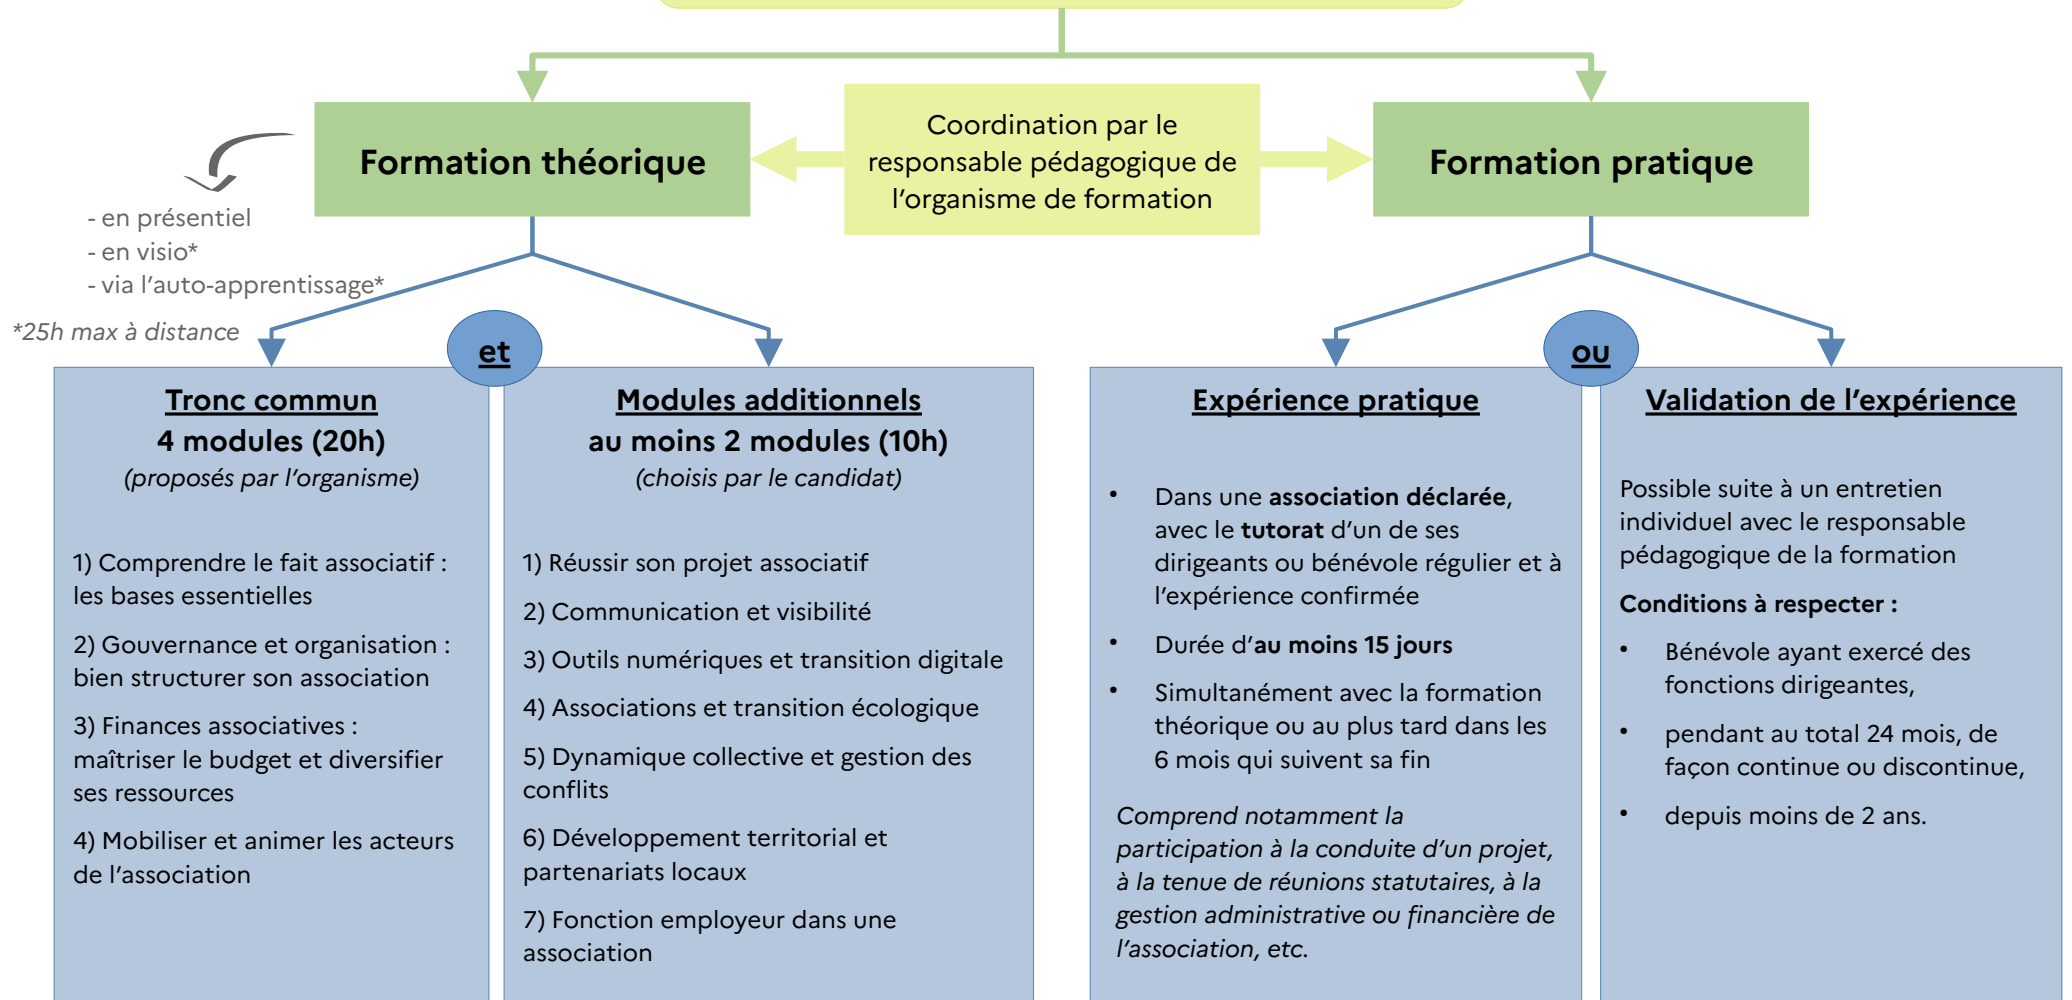 Formation théorique
Coordination par le
responsable pédagogique de
l’organisme de formation
Formation pratique
- en présentiel
- en visio*
- via l’auto-apprentissage*
*25h max à distance
et
ou
Tronc commun
4 modules (20h)
(proposés par l’organisme)
1) Comprendre le fait associatif :
les bases essentielles
2) Gouvernance et organisation :
bien structurer son association
3) Finances associatives :
maîtriser le budget et diversifier
ses ressources
4) Mobiliser et animer les acteurs
de l’association
Modules additionnels
au moins 2 modules (10h)
(choisis par le candidat)
1) Réussir son projet associatif
2) Communication et visibilité
3) Outils numériques et transition digitale
4) Associations et transition écologique
5) Dynamique collective et gestion des
conflits
6) Développement territorial et
partenariats locaux
7) Fonction employeur dans une
association
Expérience pratique
• Dans une association déclarée,
avec le tutorat d’un de ses
dirigeants ou bénévole régulier et à
l’expérience confirmée
• Durée d’au moins 15 jours
• Simultanément avec la formation
théorique ou au plus tard dans les
6 mois qui suivent sa fin
Comprend notamment la
participation à la conduite d’un projet,
à la tenue de réunions statutaires, à la
gestion administrative ou financière de
l’association, etc.
Validation de l’expérience
Possible suite à un entretien
individuel avec le responsable
pédagogique de la formation
Conditions à respecter :
• Bénévole ayant exercé des
fonctions dirigeantes,
• pendant au total 24 mois, de
façon continue ou discontinue,
• depuis moins de 2 ans.